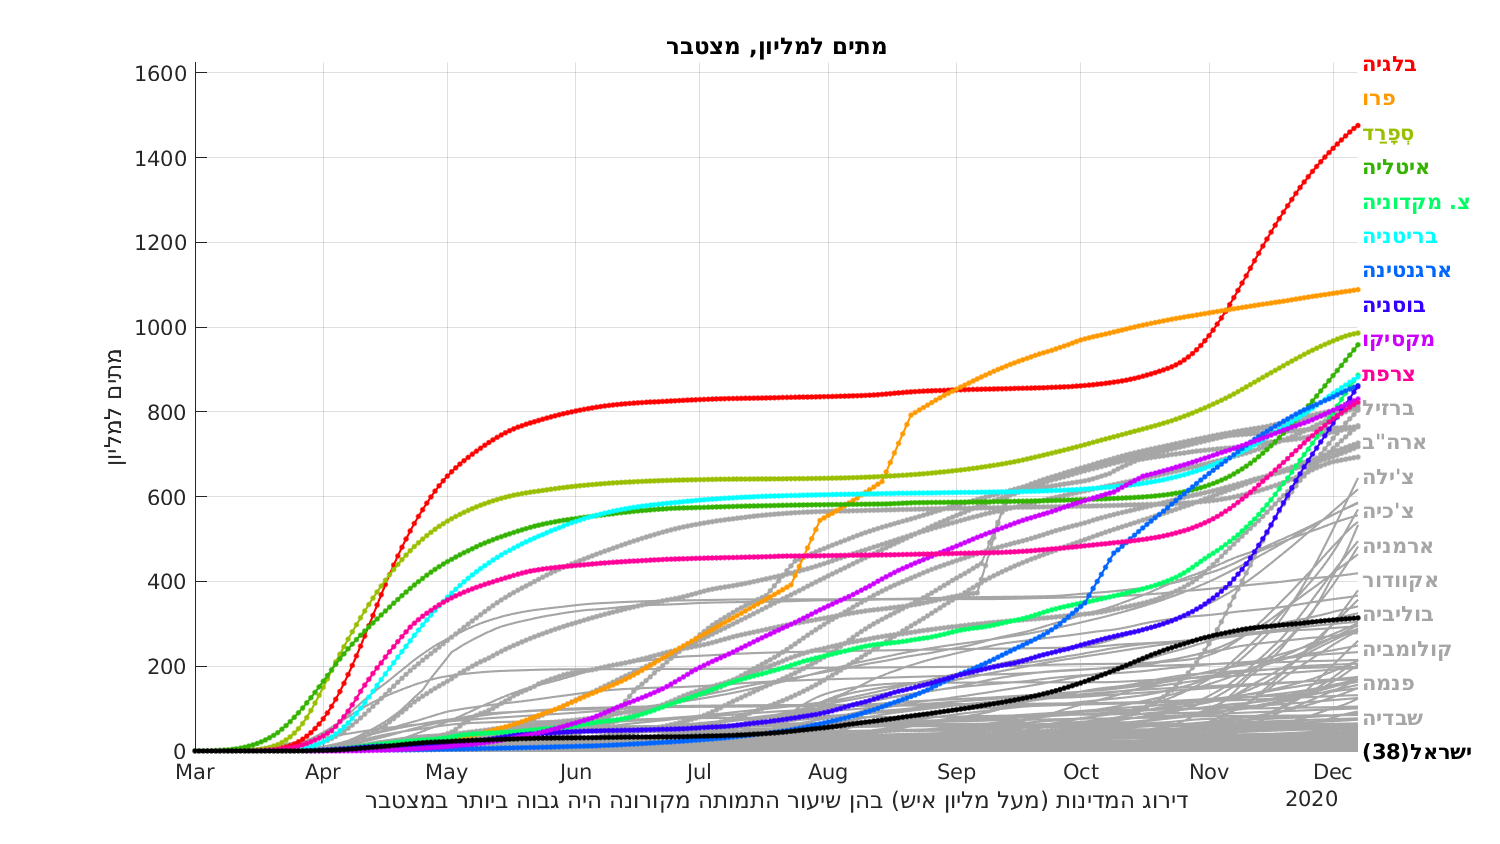 מתים למליון, מצטבר
מתים למליון
1600
1400
1200
1000
800
600
400
200
0
Mar Apr May Jun Jul Aug Sep Oct Nov Dec
2020
דירוג המדינות (מעל מליון איש) בהן שיעור התמותה מקורונה היה גבוה ביותר במצטבר
בלגיה
פרו
סְפָרַד
איטליה
צ. מקדוניה
בריטניה
ארגנטינה
בוסניה
מקסיקו
צרפת
ברזיל
ארה"ב
צ'ילה
צ'כיה
ארמניה
אקוודור
בוליביה
קולומביה
פנמה
שבדיה
ישראל(38)